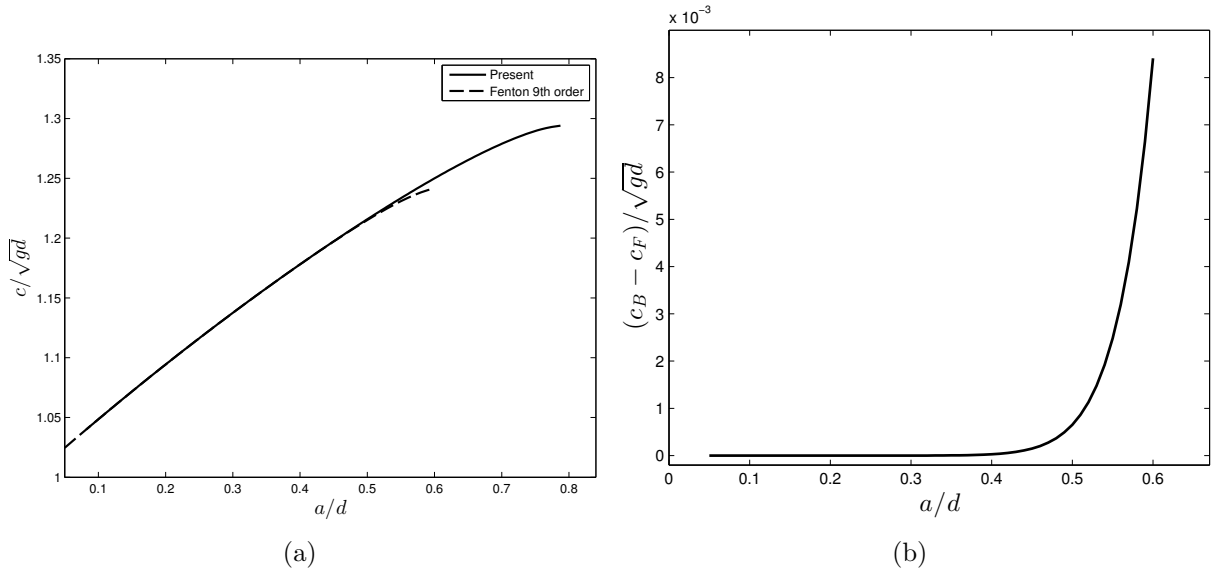 1.35
1.3
1.25
1.2
1.15
1.1
1.05
1
c/√gd
0.1 0.2 0.3 0.4 0.5 0.6 0.7 0.8
a/d
Present
Fenton 9th order
(a)
x 10⁻³
8
7
6
5
4
3
2
1
0
(c_B − c_F)/√gd
0 0.1 0.2 0.3 0.4 0.5 0.6
a/d
(b)